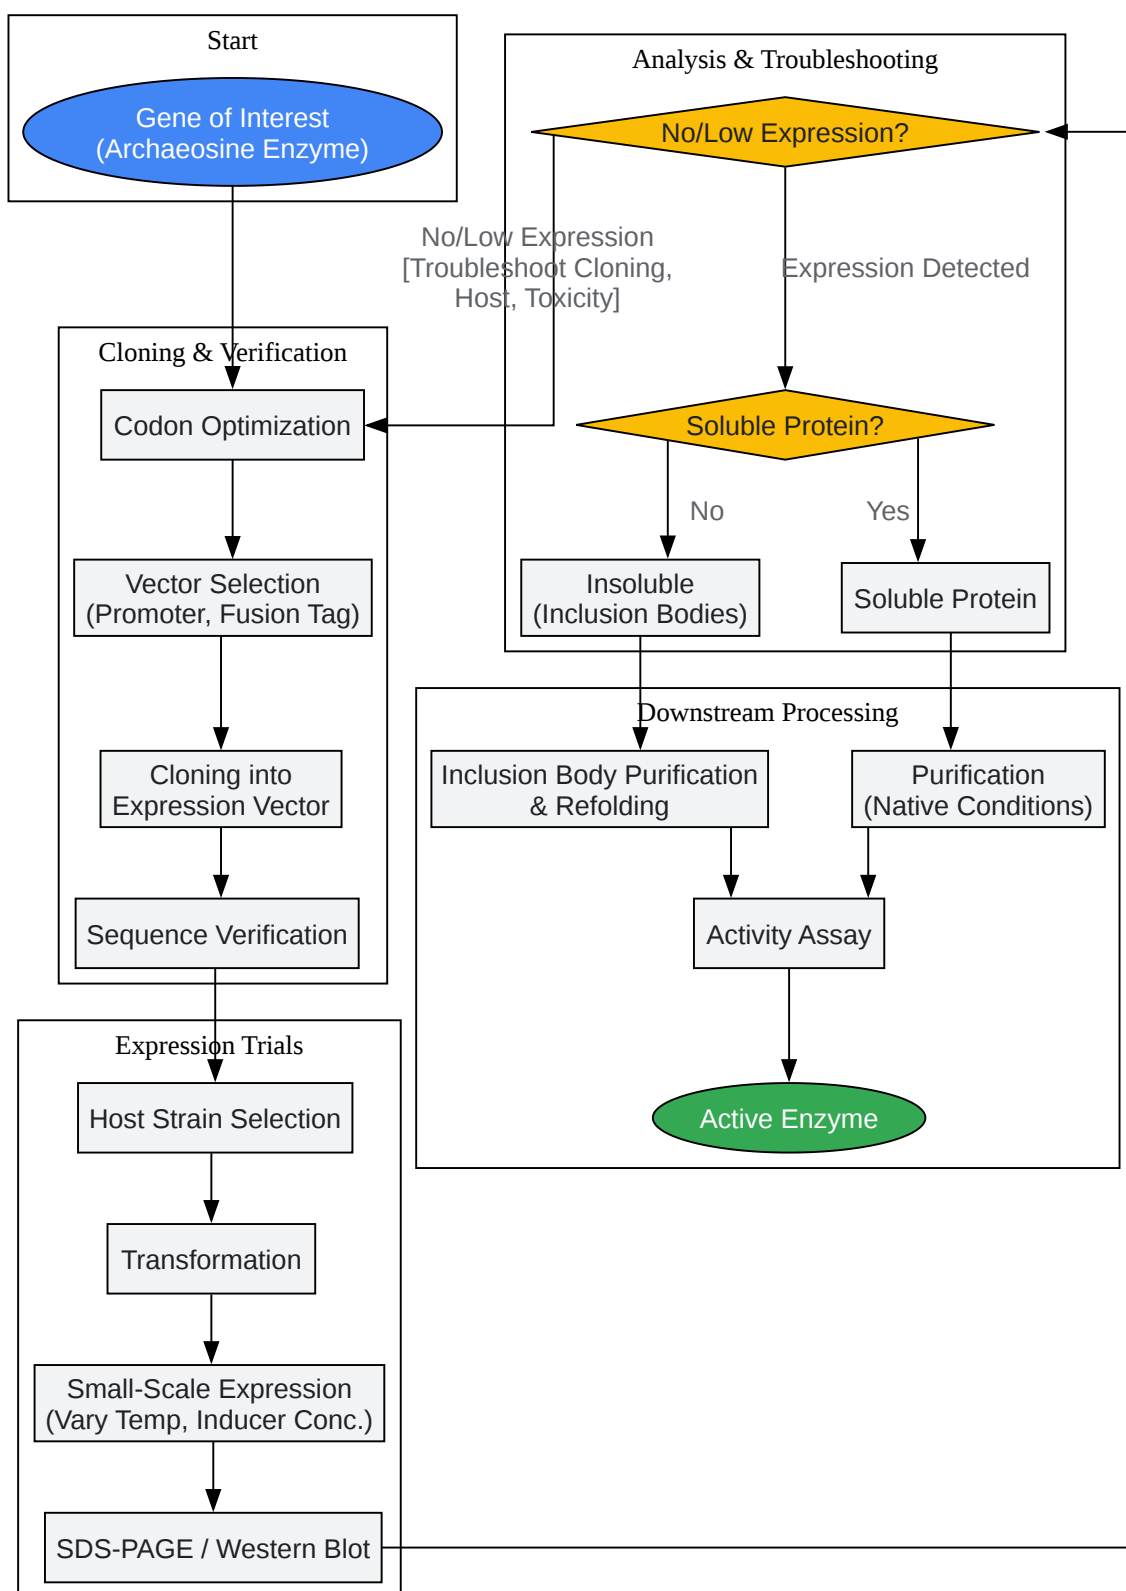 Start
Gene of Interest
(Archaeosine Enzyme)
Cloning & Verification
Codon Optimization
Vector Selection
(Promoter, Fusion Tag)
Cloning into
Expression Vector
Sequence Verification
Expression Trials
Host Strain Selection
Transformation
Small-Scale Expression
(Vary Temp, Inducer Conc.)
SDS-PAGE / Western Blot
Analysis & Troubleshooting
No/Low Expression?
No/Low Expression
[Troubleshoot Cloning,
Host, Toxicity]
Expression Detected
Soluble Protein?
No
Yes
Insoluble
(Inclusion Bodies)
Soluble Protein
Downstream Processing
Inclusion Body Purification
& Refolding
Purification
(Native Conditions)
Activity Assay
Active Enzyme